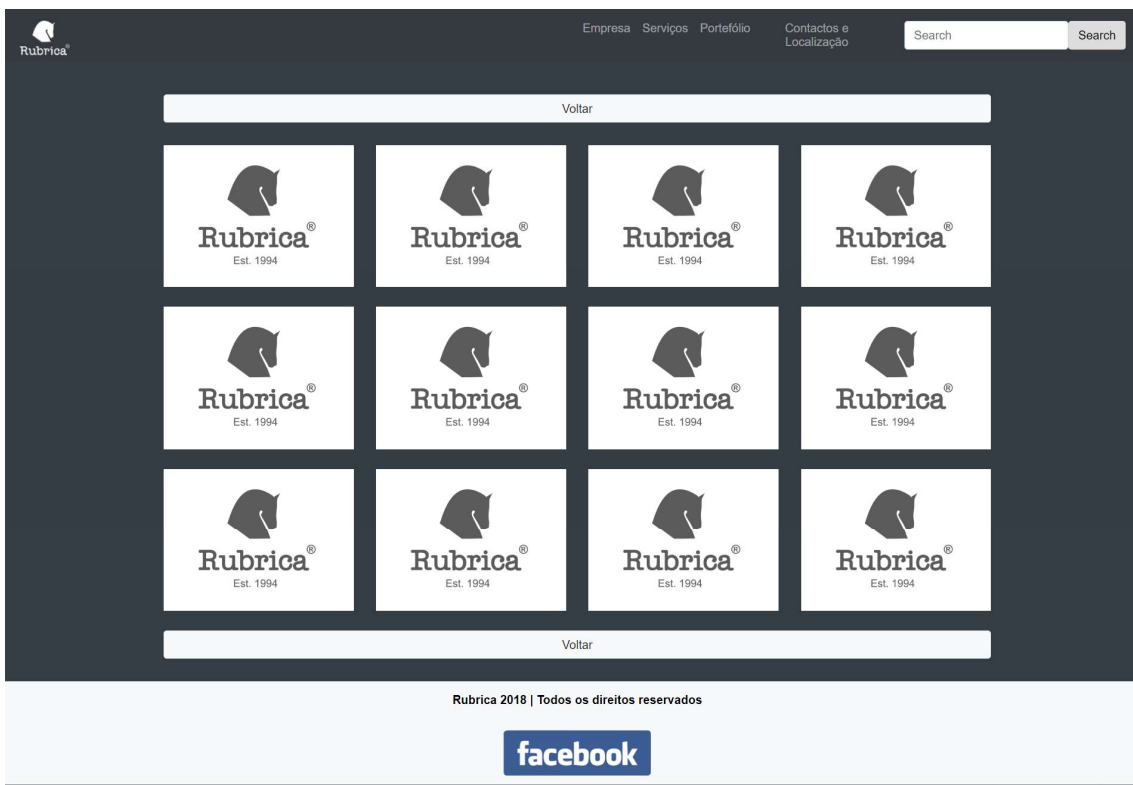 Rubrica®
Empresa Serviços Portefólio Contactos e
Localização
Search Search
Voltar
Rubrica® Rubrica® Rubrica® Rubrica®
Est. 1994 Est. 1994 Est. 1994 Est. 1994
Rubrica® Rubrica® Rubrica® Rubrica®
Est. 1994 Est. 1994 Est. 1994 Est. 1994
Rubrica® Rubrica® Rubrica® Rubrica®
Est. 1994 Est. 1994 Est. 1994 Est. 1994
Voltar
Rubrica 2018 | Todos os direitos reservados
facebook